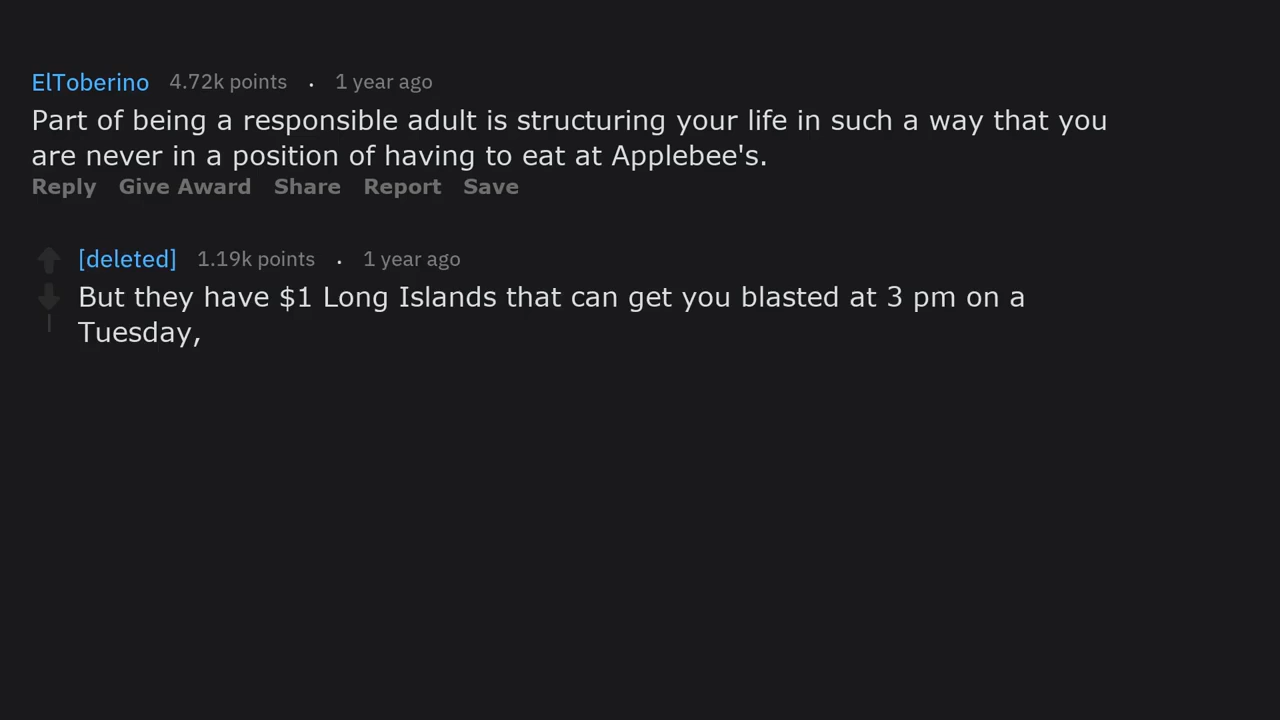 ElToberino 4.72k points . 1 year ago
Part of being a responsible adult is structuring your life in such a way that you
are never in a position of having to eat at Applebee's.
Reply Give Award Share Report Save
[deleted] 1.19k points . 1 year ago
But they have $1 Long Islands that can get you blasted at 3 pm on a
Tuesday,